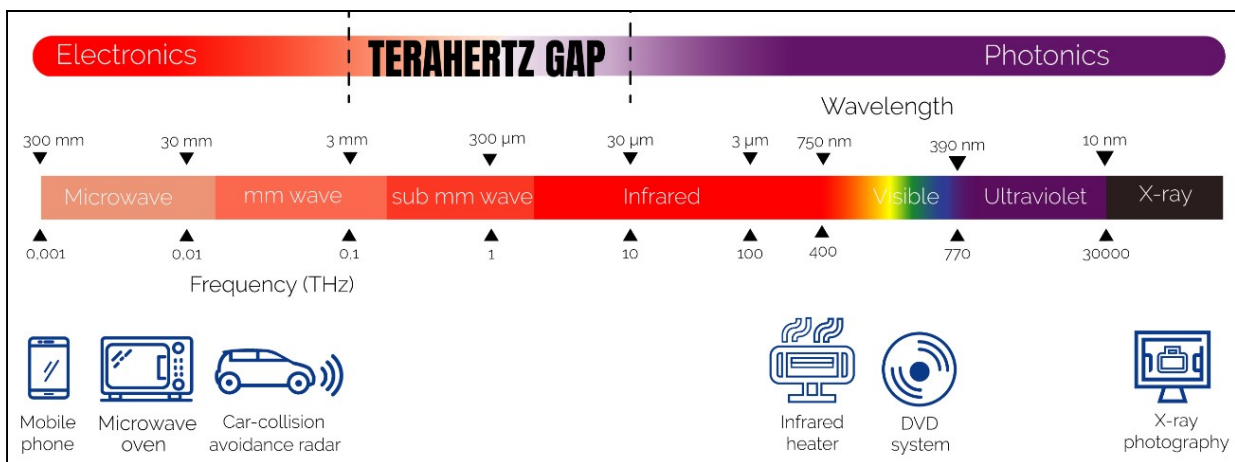 Electronics TERAHERTZ GAP Photonics
Wavelength
300 mm 30 mm 3 mm 300 µm 30 µm 3 µm 750 nm 390 nm 10 nm
Microwave mm wave sub mm wave Infrared Visible Ultraviolet X-ray
0,001 0,01 0,1 1 10 100 400 770 30000
Frequency (THz)
Mobile
phone
Microwave
oven
Car-collision
avoidance radar
Infrared
heater
DVD
system
X-ray
photography